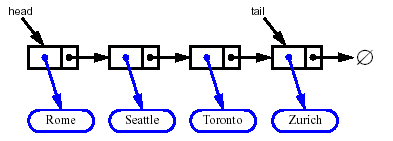 head tail
∅
Rome Seattle Toronto Zurich